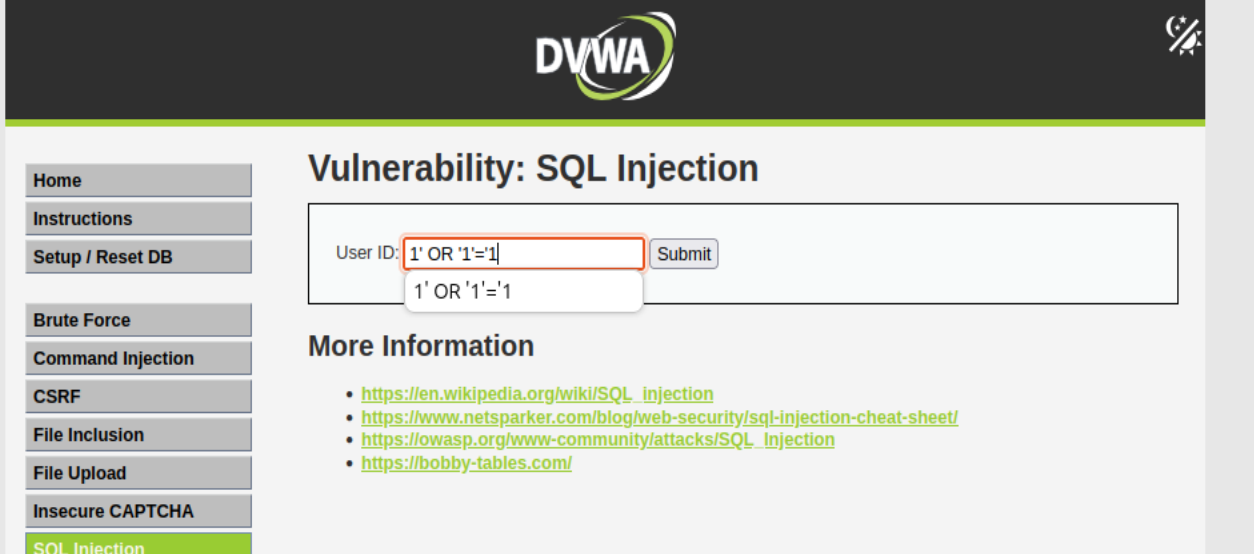 DVWA
Home
Instructions
Setup / Reset DB
Brute Force
Command Injection
CSRF
File Inclusion
File Upload
Insecure CAPTCHA
SQL Injection
Vulnerability: SQL Injection
User ID: 1' OR '1'='1 Submit
1' OR '1'='1
More Information
https://en.wikipedia.org/wiki/SQL_injection
https://www.netsparker.com/blog/web-security/sql-injection-cheat-sheet/
https://owasp.org/www-community/attacks/SQL_Injection
https://bobby-tables.com/